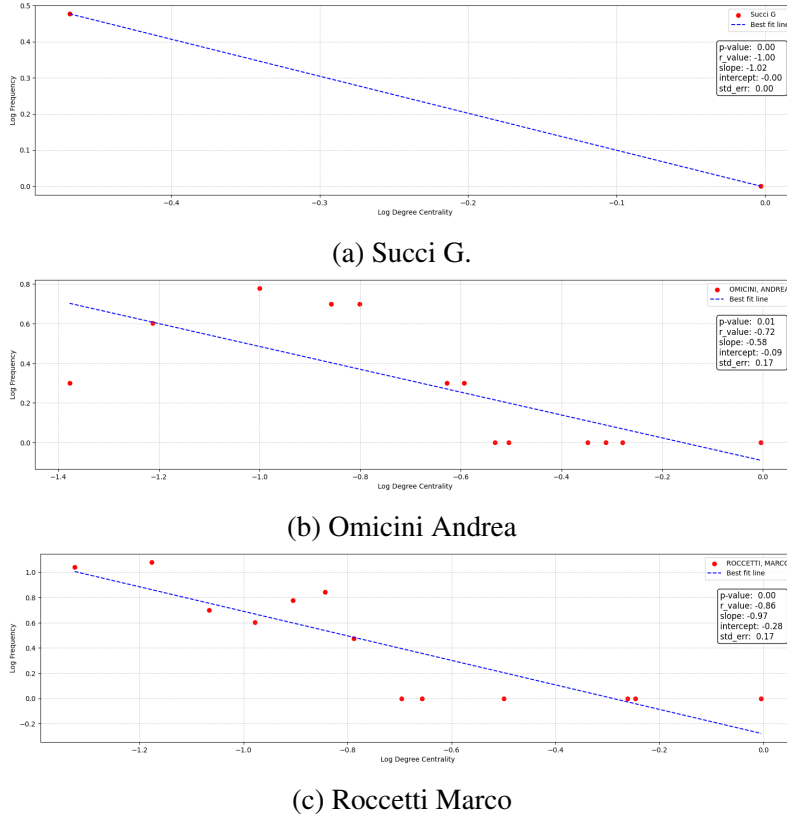 0.5
0.4
0.3
0.2
0.1
0.0
Log Frequency
−0.4
−0.3
−0.2
−0.1
0.0
Log Degree Centrality
Succi G
Best fit line
p-value:  0.00
r_value: -1.00
slope: -1.02
intercept: -0.00
std_err:  0.00
(a) Succi G.
0.8
0.6
0.4
0.2
0.0
Log Frequency
−1.4
−1.2
−1.0
−0.8
−0.6
−0.4
−0.2
0.0
Log Degree Centrality
OMICINI, ANDREA
Best fit line
p-value:  0.01
r_value: -0.72
slope: -0.58
intercept: -0.09
std_err:  0.17
(b) Omicini Andrea
1.0
0.8
0.6
0.4
0.2
0.0
−0.2
Log Frequency
−1.2
−1.0
−0.8
−0.6
−0.4
−0.2
0.0
Log Degree Centrality
ROCCETTI, MARCO
Best fit line
p-value:  0.00
r_value: -0.86
slope: -0.97
intercept: -0.28
std_err:  0.17
(c) Roccetti Marco